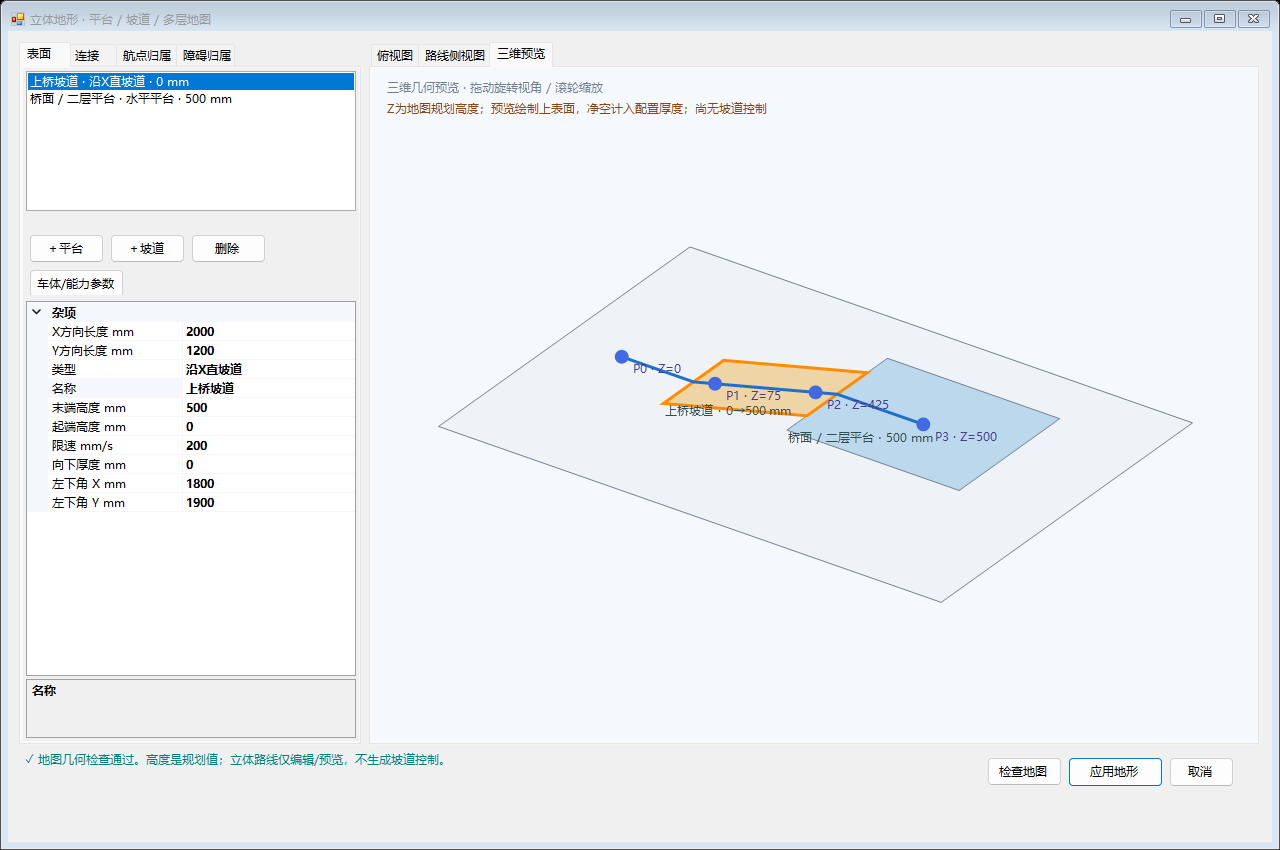 立体地形 · 平台 / 坡道 / 多层地图
表面 连接 航点归属 障碍归属
上桥坡道 · 沿X直坡道 · 0 mm
桥面 / 二层平台 · 水平平台 · 500 mm
+ 平台 + 坡道 删除
车体/能力参数
杂项
X方向长度 mm 2000
Y方向长度 mm 1200
类型 沿X直坡道
名称 上桥坡道
末端高度 mm 500
起端高度 mm 0
限速 mm/s 200
向下厚度 mm 0
左下角 X mm 1800
左下角 Y mm 1900
名称
俯视图 路线侧视图 三维预览
三维几何预览 · 拖动旋转视角 / 滚轮缩放
Z为地图规划高度；预览绘制上表面，净空计入配置厚度；尚无坡道控制
P0 · Z=0
P1 · Z=75
上桥坡道 · 0→500 mm
P2 · Z=425
桥面 / 二层平台 · 500 mm
P3 · Z=500
✓ 地图几何检查通过。高度是规划值；立体路线仅编辑/预览，不生成坡道控制。
检查地图 应用地形 取消